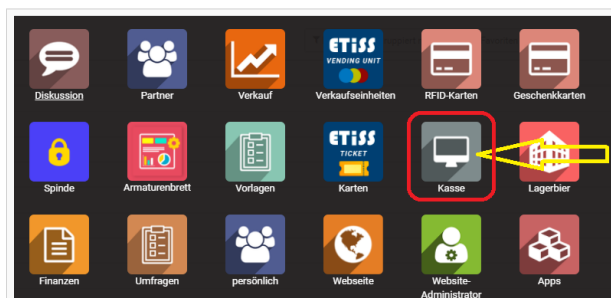 ETISS
VENDING UNIT
Diskussion
Partner
Verkauf
Verkaufseinheiten
RFID-Karten
Geschenkkarten
ETISS
TICKET
Spinde
Armaturenbrett
Vorlagen
Karten
Kasse
Lagerbier
Finanzen
Umfragen
persönlich
Webseite
Website-
Administrator
Apps